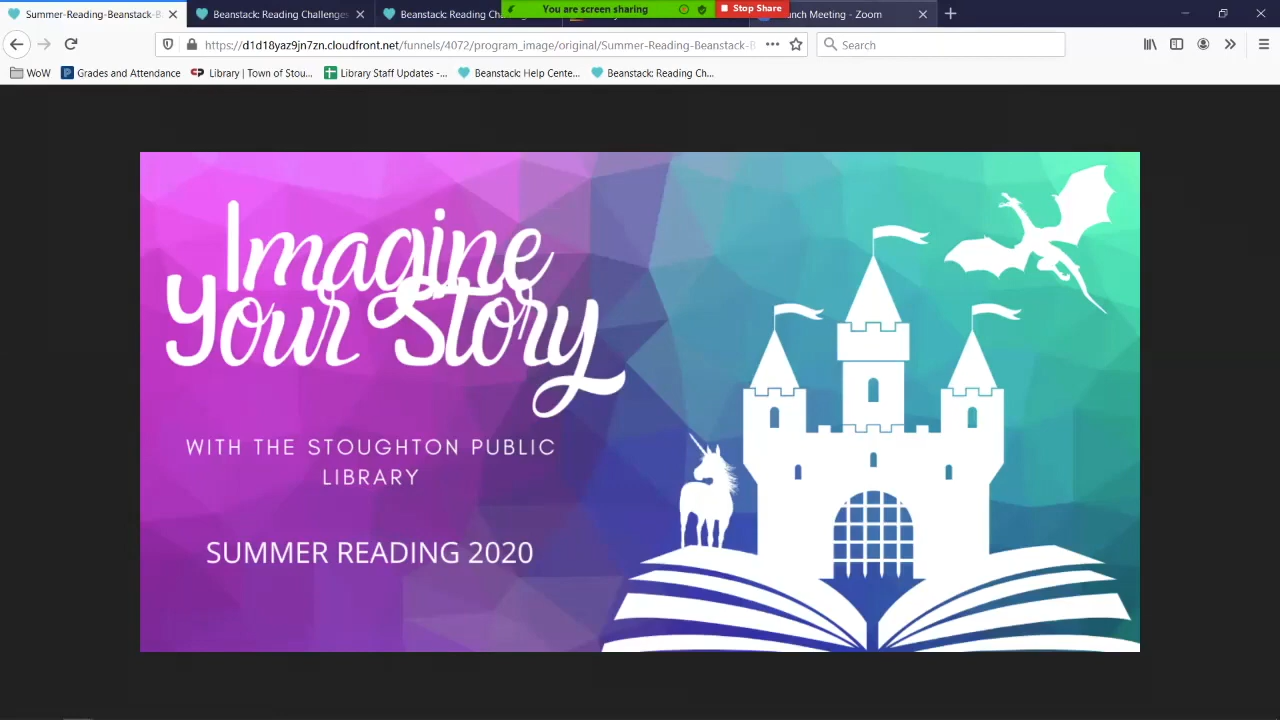 Summer-Reading-Beanstack-B
Beanstack: Reading Challenges
Beanstack: Reading Cha
You are screen sharing
Stop Share
unch Meeting - Zoom
https://d1d18yaz9jn7zn.cloudfront.net/funnels/4072/program_image/original/Summer-Reading-Beanstack-B
Search
WoW
Grades and Attendance
Library | Town of Stou...
Library Staff Updates -...
Beanstack: Help Cente...
Beanstack: Reading Ch...
Imagine
Your Story
WITH THE STOUGHTON PUBLIC
LIBRARY
SUMMER READING 2020